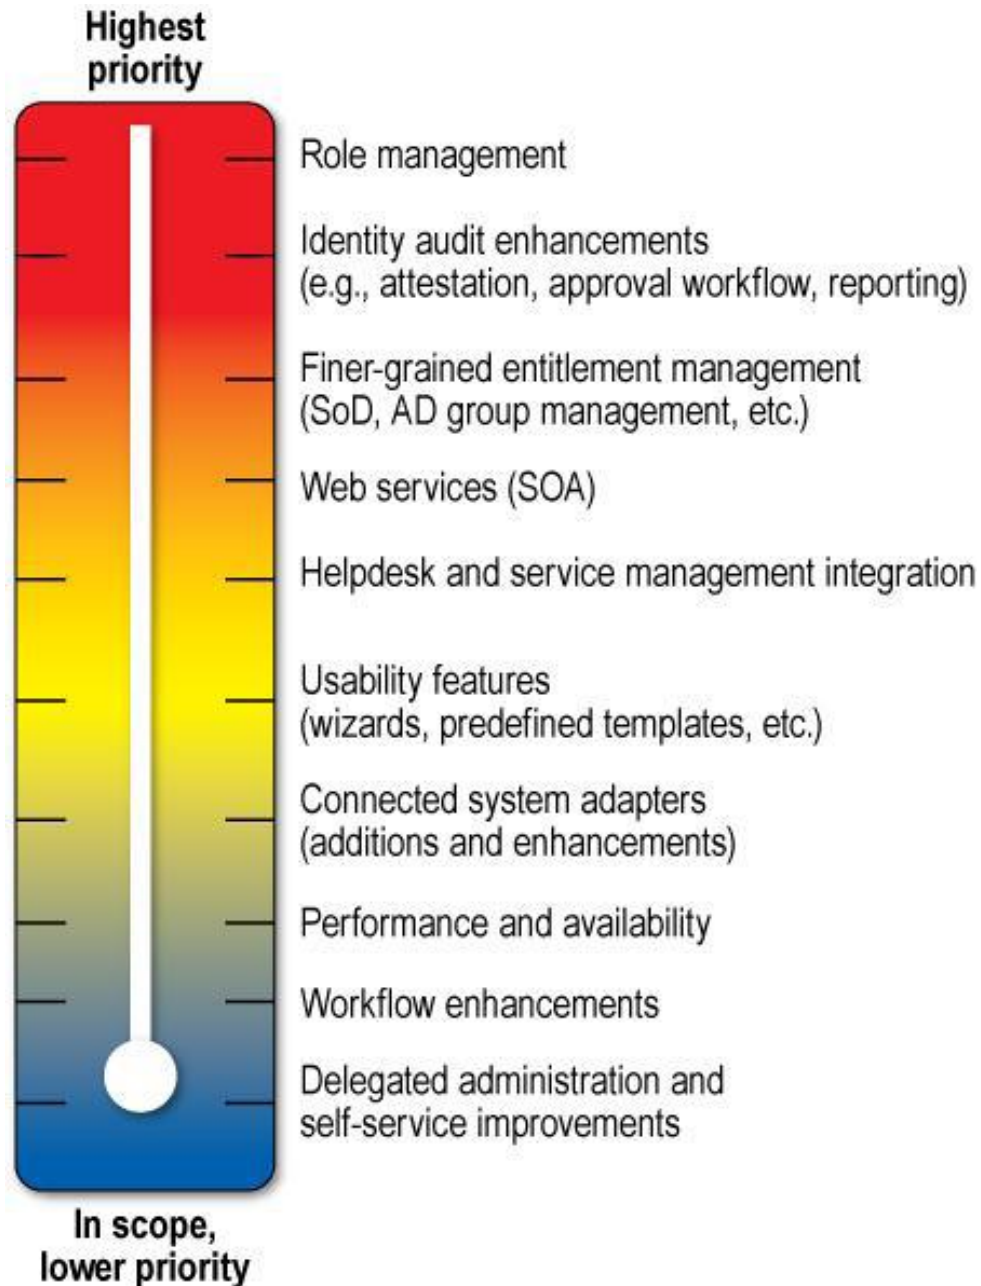 Highest
priority
Role management
Identity audit enhancements
(e.g., attestation, approval workflow, reporting)
Finer-grained entitlement management
(SoD, AD group management, etc.)
Web services (SOA)
Helpdesk and service management integration
Usability features
(wizards, predefined templates, etc.)
Connected system adapters
(additions and enhancements)
Performance and availability
Workflow enhancements
Delegated administration and
self-service improvements
In scope,
lower priority